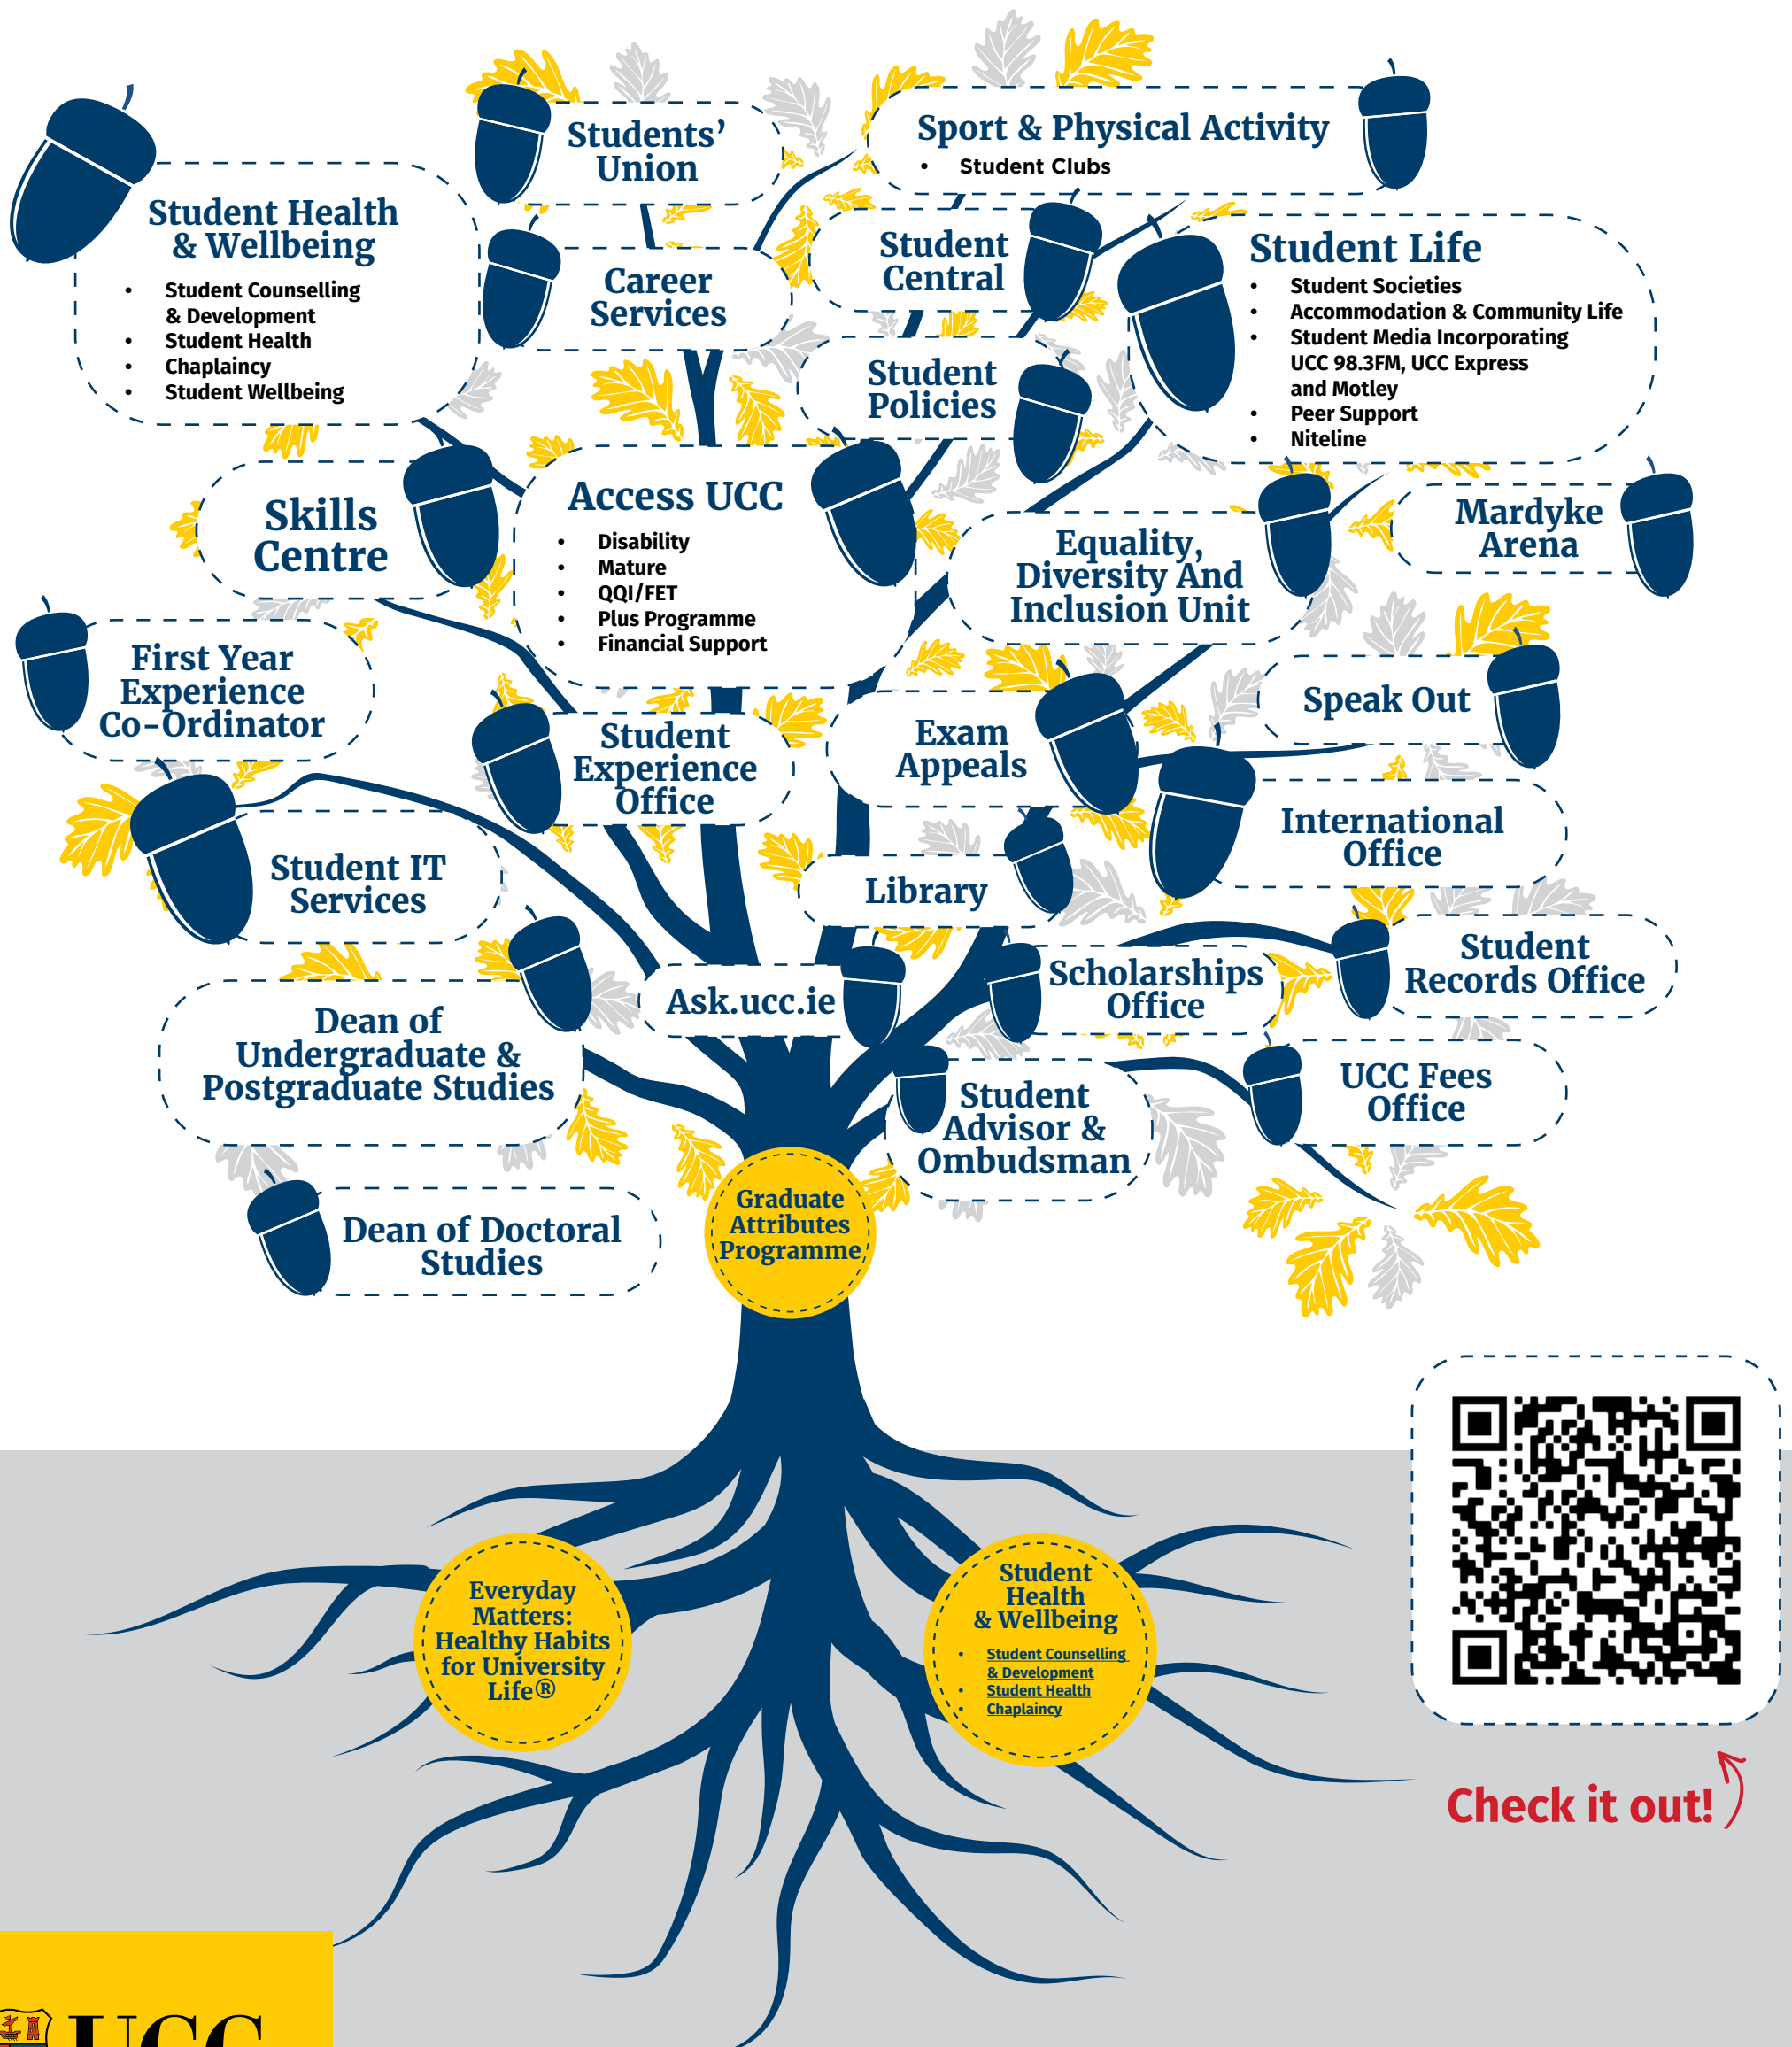 Students’
Union
Sport & Physical Activity
• Student Clubs
Student Health
& Wellbeing
• Student Counselling
& Development
• Student Health
• Chaplaincy
• Student Wellbeing
Career
Services
Student
Central
Student Life
• Student Societies
• Accommodation & Community Life
• Student Media Incorporating
UCC 98.3FM, UCC Express
and Motley
• Peer Support
• Niteline
Student
Policies
Skills
Centre
Access UCC
• Disability
• Mature
• QQI/FET
• Plus Programme
• Financial Support
Equality,
Diversity And
Inclusion Unit
Mardyke
Arena
First Year
Experience
Co-Ordinator
Student
Experience
Office
Exam
Appeals
Speak Out
Student IT
Services
Library
International
Office
Dean of
Undergraduate &
Postgraduate Studies
Ask.ucc.ie
Scholarships
Office
Student
Records Office
Student
Advisor &
Ombudsman
UCC Fees
Office
Dean of Doctoral
Studies
Graduate
Attributes
Programme
Everyday
Matters:
Healthy Habits
for University
Life®
Student
Health
& Wellbeing
• Student Counselling
& Development
• Student Health
• Chaplaincy
Check it out!
UCC